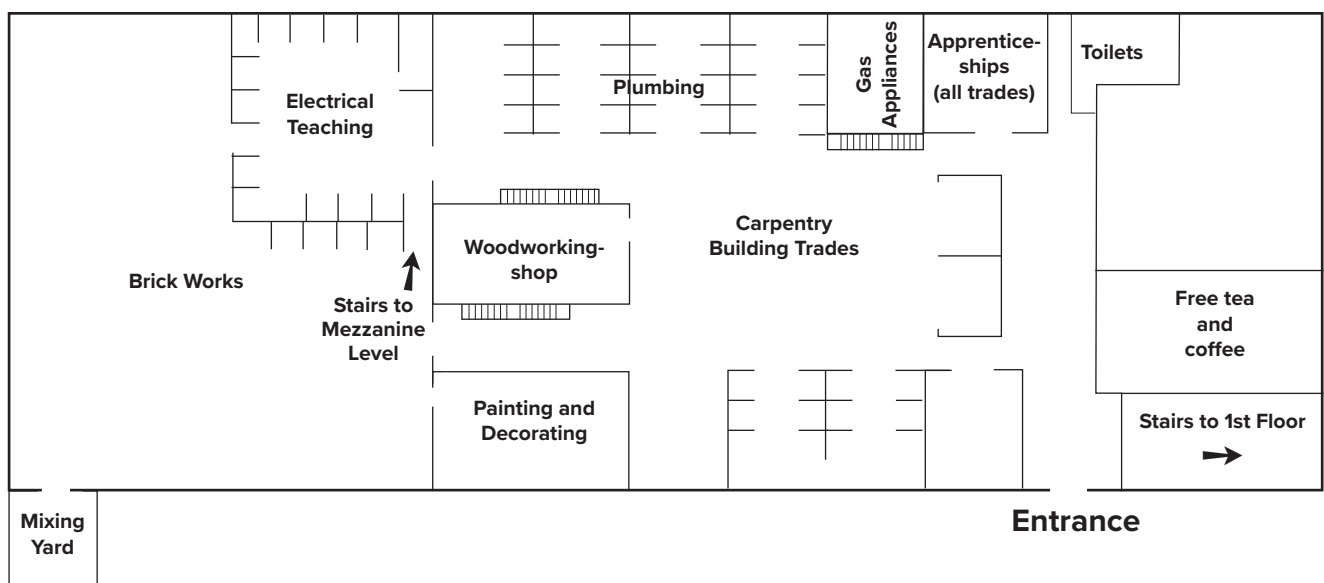 Electrical
Teaching
Plumbing
Gas
Appliances
Apprentice-
ships
(all trades)
Toilets
Brick Works
Stairs to
Mezzanine
Level
Woodworking-
shop
Carpentry
Building Trades
Free tea
and
coffee
Painting and
Decorating
Stairs to 1st Floor
Mixing
Yard
Entrance